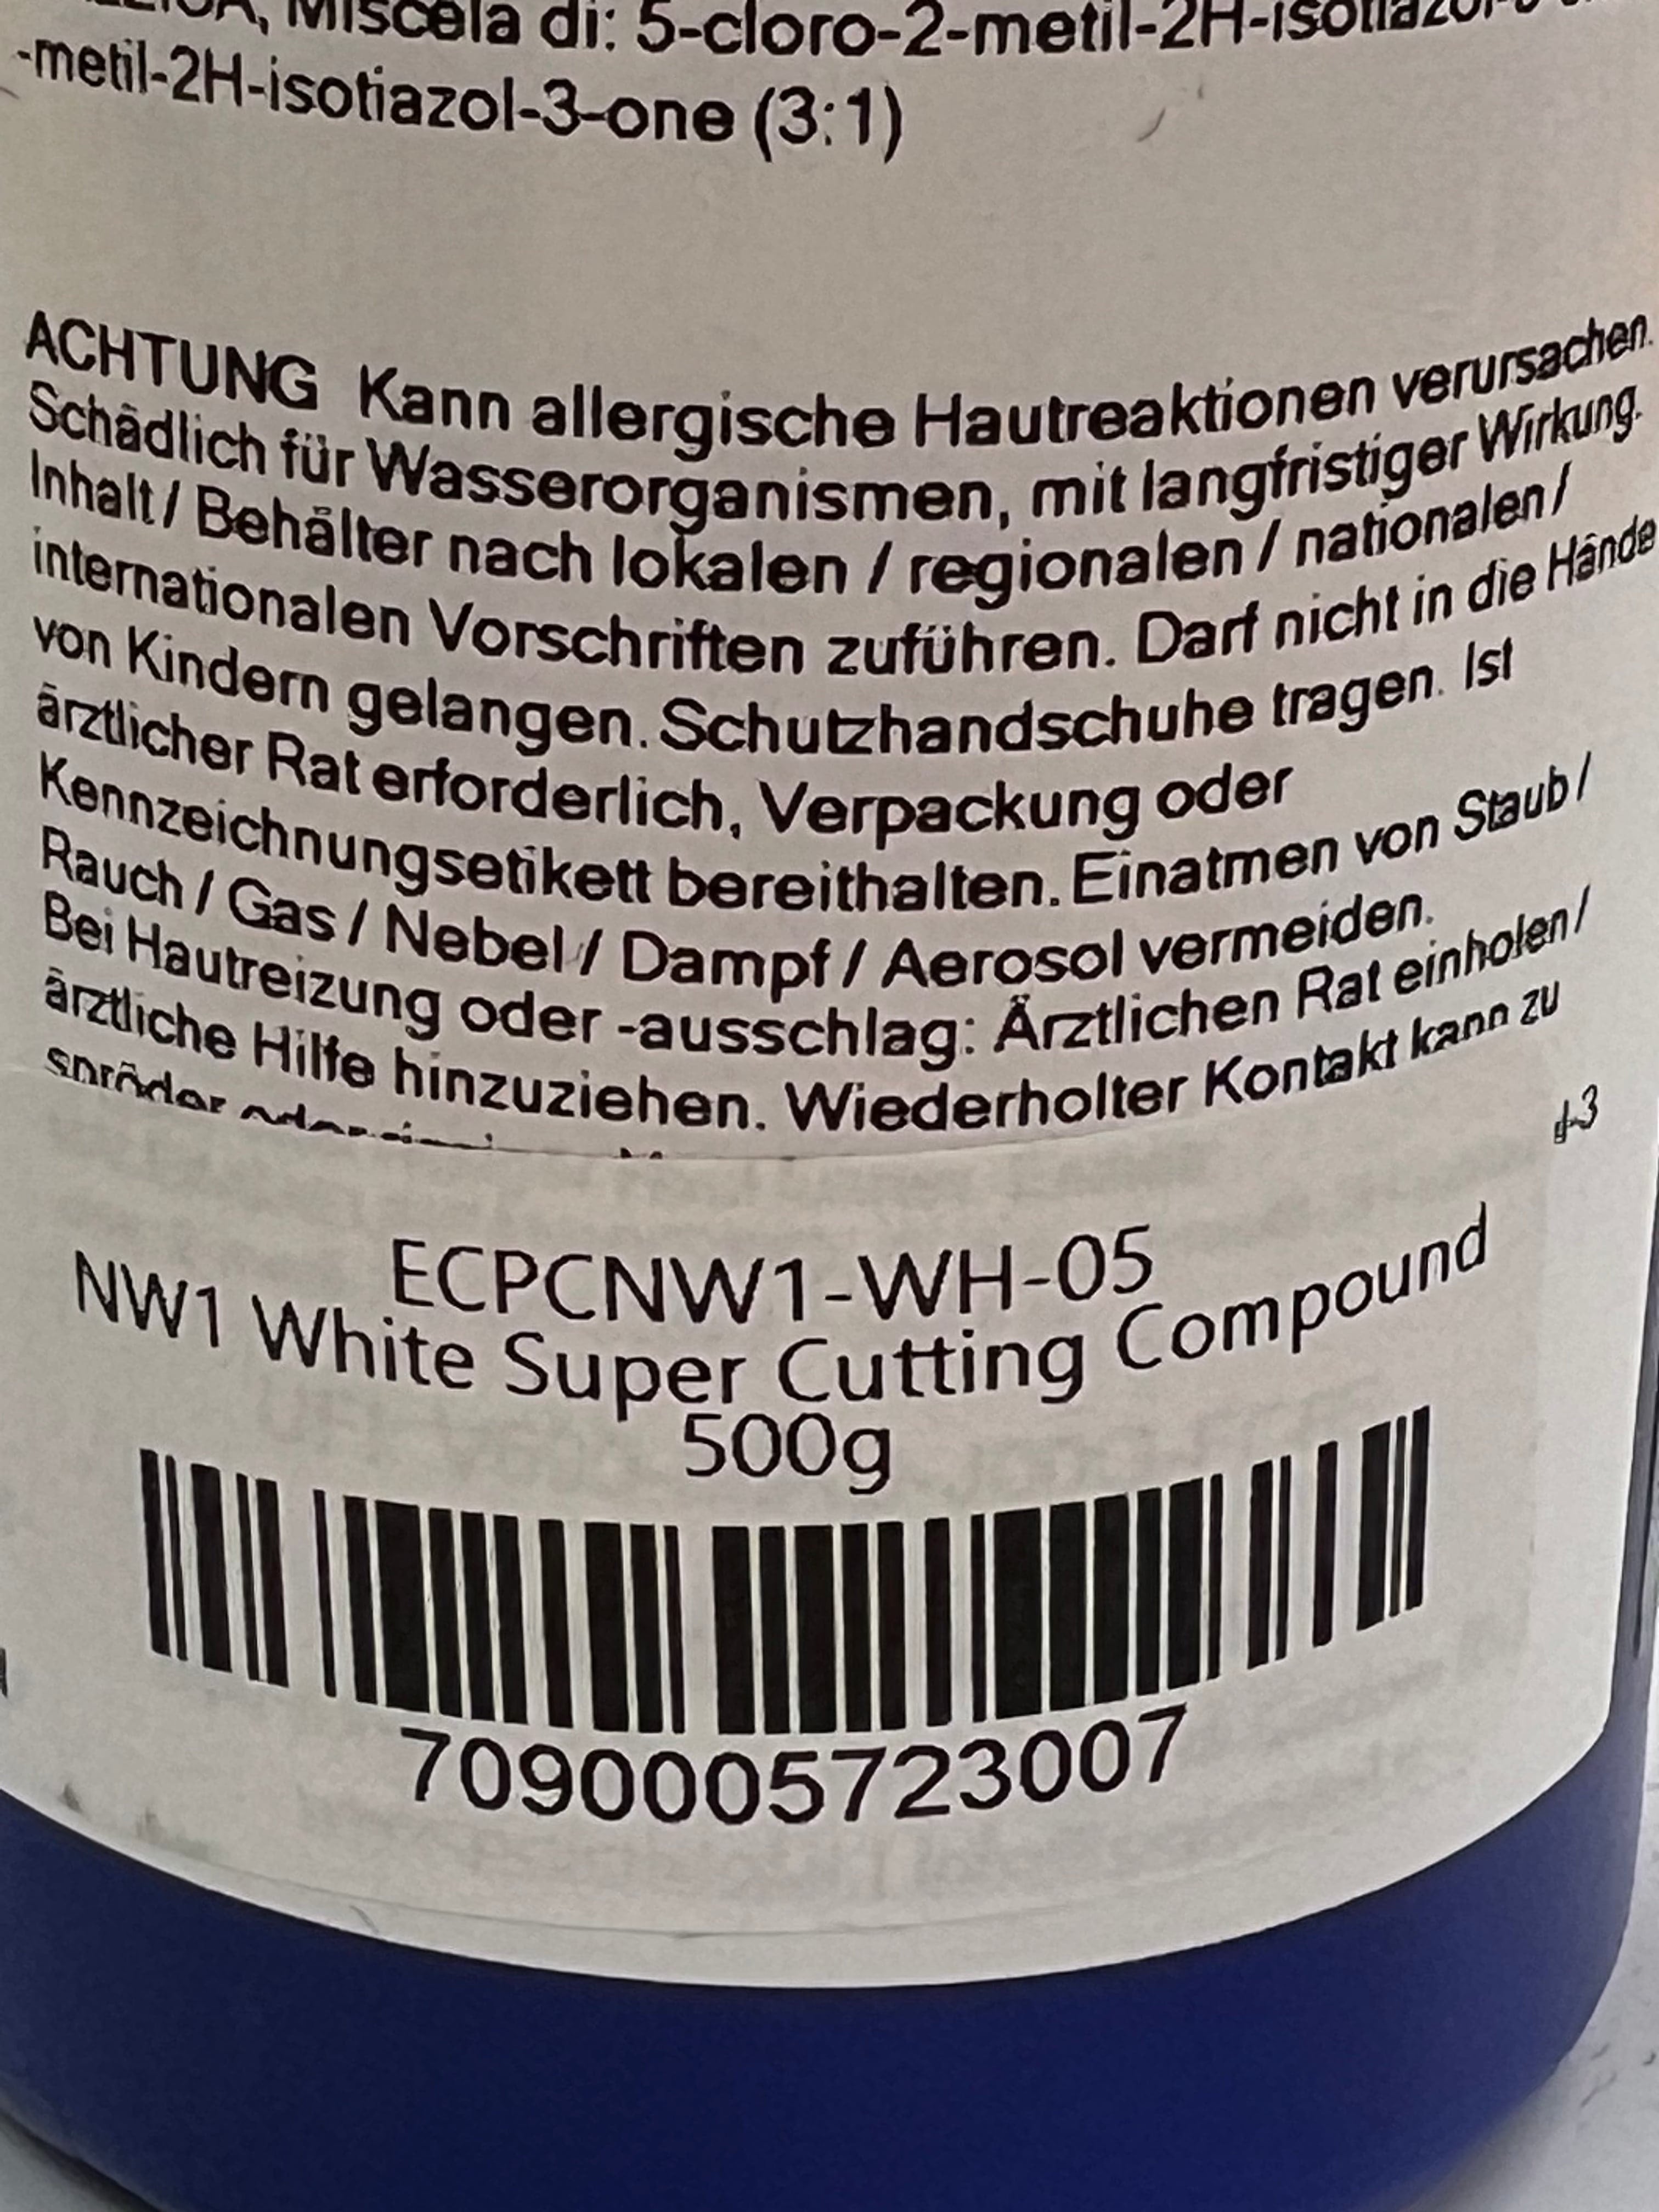 Miscela di: 5-cloro-2-metil-2H-isotiazol-3
-metil-2H-isotiazol-3-one (3:1)
ACHTUNG Kann allergische Hautreaktionen verursachen.
Schädlich für Wasserorganismen, mit langfristiger Wirkung.
Inhalt / Behälter nach lokalen / regionalen / nationalen /
internationalen Vorschriften zuführen. Darf nicht in die Hände
von Kindern gelangen. Schutzhandschuhe tragen. Ist
ärztlicher Rat erforderlich, Verpackung oder
Kennzeichnungsetikett bereithalten. Einatmen von Staub /
Rauch / Gas / Nebel / Dampf / Aerosol vermeiden.
Bei Hautreizung oder -ausschlag: Ärztlichen Rat einholen /
ärztliche Hilfe hinzuziehen. Wiederholter Kontakt kann zu
spröder oder
ECPCNW1-WH-05
NW1 White Super Cutting Compound
500g
7090005723007